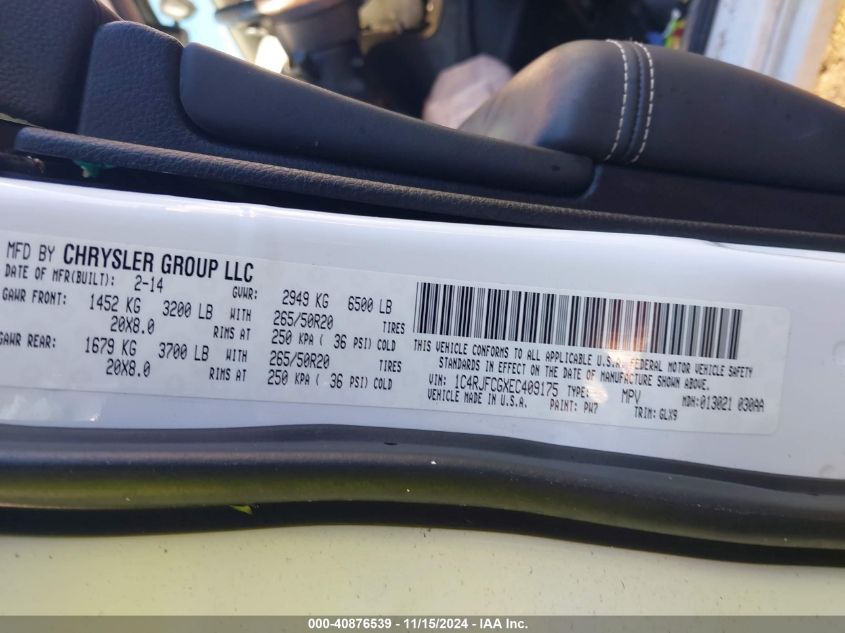 MFD BY CHRYSLER GROUP LLC
DATE OF MFR(BUILT): 2-14 GVWR: 2949 KG 6500 LB
GAWR FRONT: 1452 KG 3200 LB WITH 265/50R20 TIRES
20X8.0 RIMS AT 250 KPA ( 36 PSI) COLD
GAWR REAR: 1679 KG 3700 LB WITH 265/50R20 TIRES
20X8.0 RIMS AT 250 KPA ( 36 PSI) COLD
THIS VEHICLE CONFORMS TO ALL APPLICABLE U.S.A. FEDERAL MOTOR VEHICLE SAFETY
STANDARDS IN EFFECT ON THE DATE OF MANUFACTURE SHOWN ABOVE.
VIN: 1C4RJFCGXEC409175 TYPE: MPV MDH: 013021 030AA
VEHICLE MADE IN U.S.A. PAINT: PW7 TRIM: GLX9
000-40876539 - 11/15/2024 - IAA Inc.